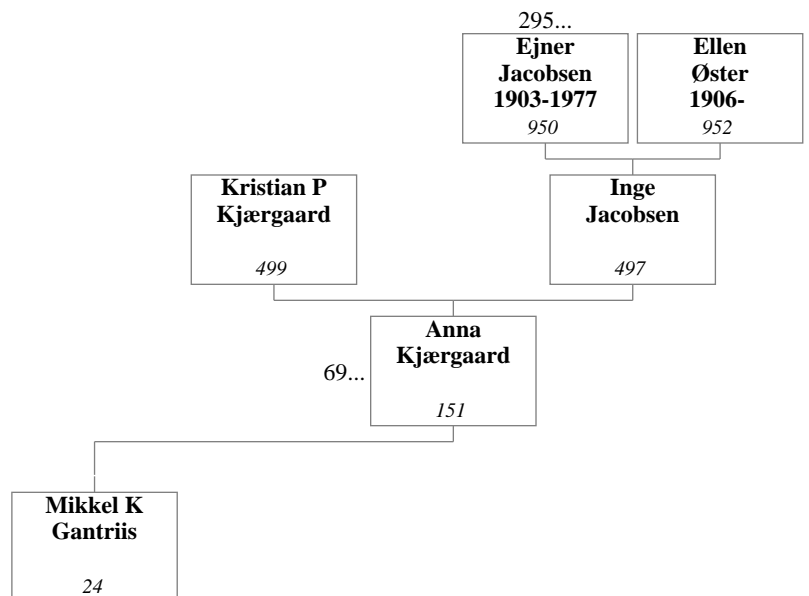 295...
Ejner
Jacobsen
1903-1977
950
Ellen
Øster
1906-
952
Kristian P
Kjærgaard
499
Inge
Jacobsen
497
69...
Anna
Kjærgaard
151
Mikkel K
Gantriis
24